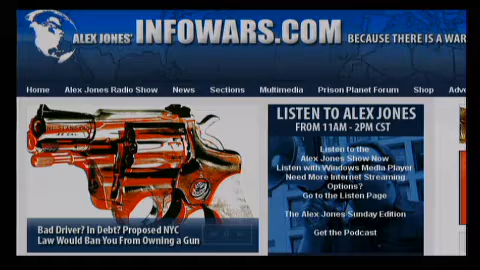 ALEX JONES' INFOWARS.COM BECAUSE THERE IS A WAR
Home Alex Jones Radio Show News Sections Multimedia Prison Planet Forum Shop Adve
LISTEN TO ALEX JONES
FROM 11AM - 2PM CST
Listen to the
Alex Jones Show Now
Listen with Windows Media Player
Need More Internet Streaming
Options?
Go to the Listen Page
The Alex Jones Sunday Edition
Get the Podcast
Bad Driver? In Debt? Proposed NYC
Law Would Ban You From Owning a Gun